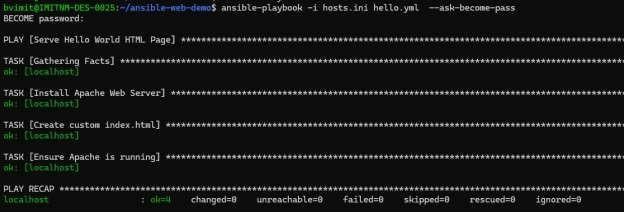 bvimit@IMITNM-DES-0025:~/ansible-web-demo$ ansible-playbook -i hosts.ini hello.yml --ask-become-pass
BECOME password:
PLAY [Serve Hello World HTML Page] ******************************************************************************
TASK [Gathering Facts] ******************************************************************************************
ok: [localhost]
TASK [Install Apache Web Server] ********************************************************************************
ok: [localhost]
TASK [Create custom index.html] *********************************************************************************
ok: [localhost]
TASK [Ensure Apache is running] *********************************************************************************
ok: [localhost]
PLAY RECAP ******************************************************************************************************
localhost : ok=4 changed=0 unreachable=0 failed=0 skipped=0 rescued=0 ignored=0